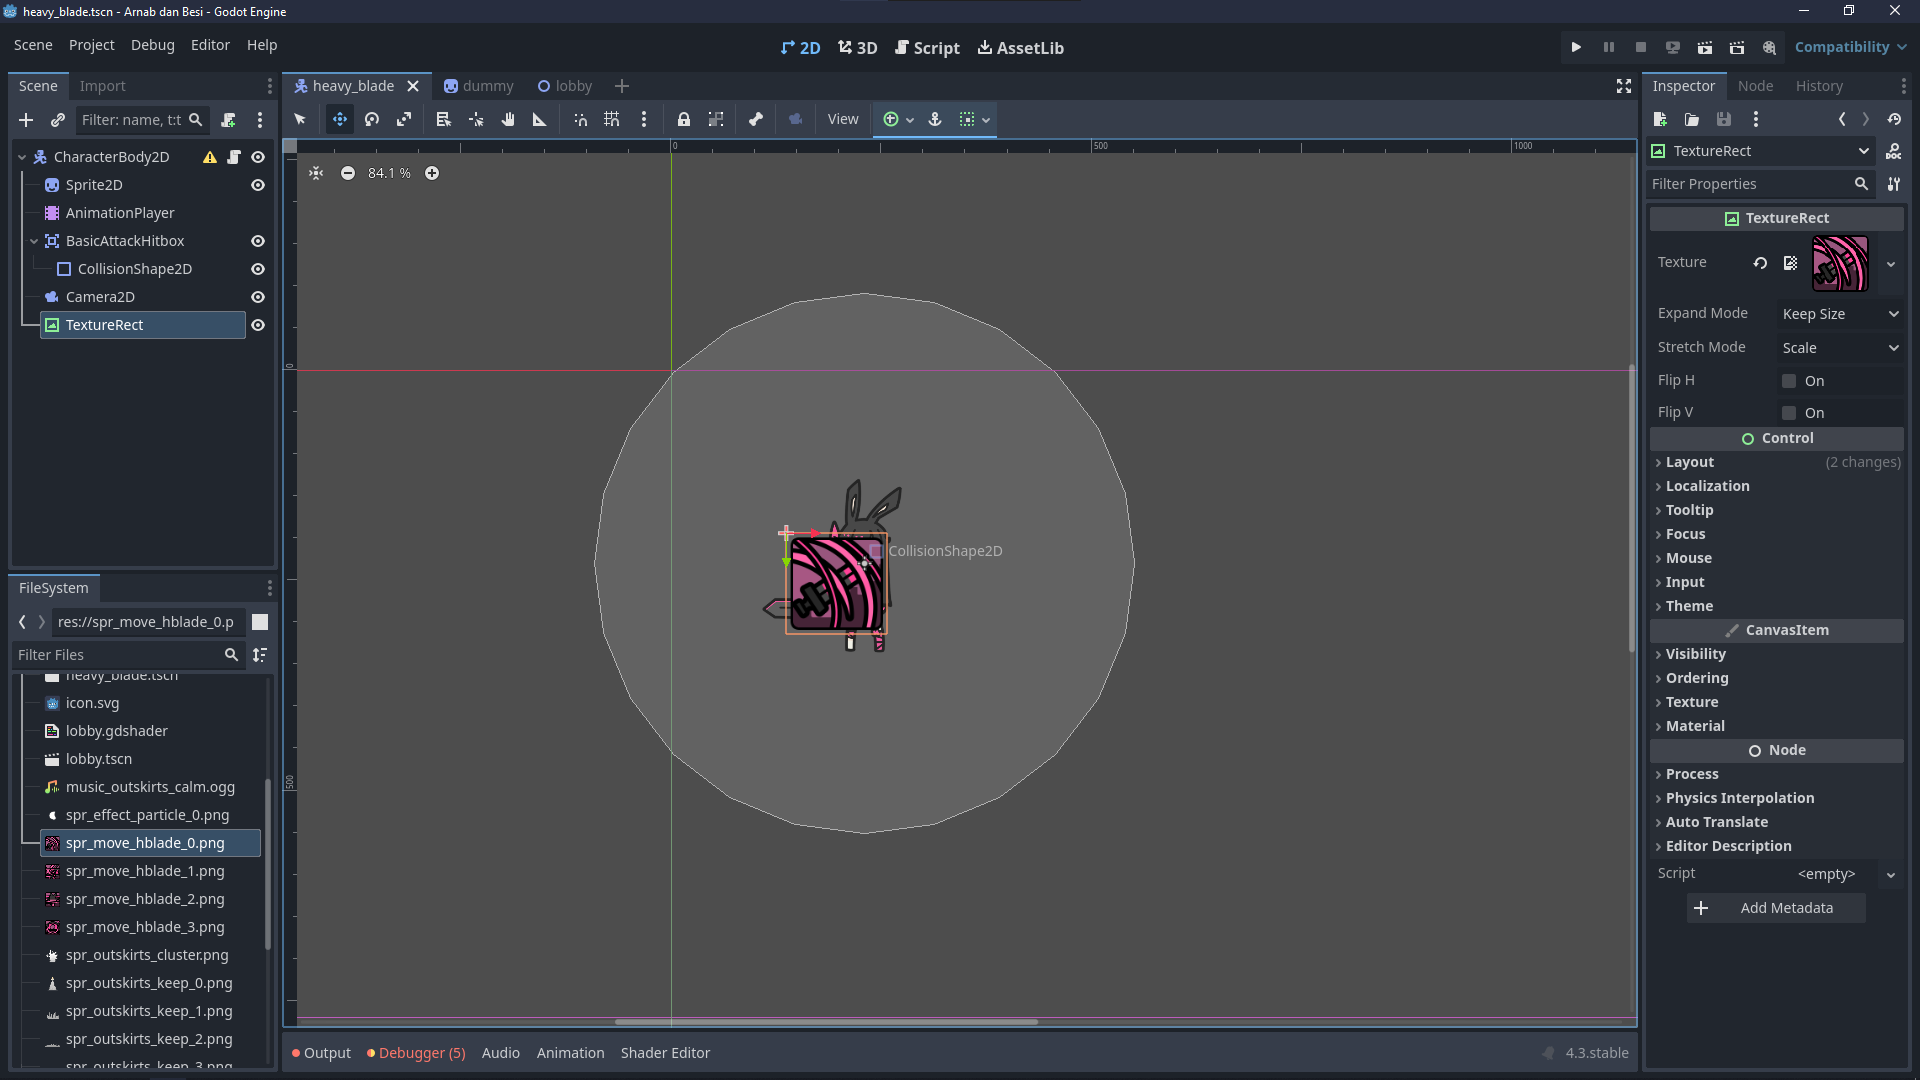 heavy_blade.tscn - Arnab dan Besi - Godot Engine
Scene Project Debug Editor Help
2D 3D Script AssetLib
Compatibility
Scene Import
Filter: name, t:t
CharacterBody2D
Sprite2D
AnimationPlayer
BasicAttackHitbox
CollisionShape2D
Camera2D
TextureRect
FileSystem
res://spr_move_hblade_0.p
Filter Files
heavy_blade.tscn
icon.svg
lobby.gdshader
lobby.tscn
music_outskirts_calm.ogg
spr_effect_particle_0.png
spr_move_hblade_0.png
spr_move_hblade_1.png
spr_move_hblade_2.png
spr_move_hblade_3.png
spr_outskirts_cluster.png
spr_outskirts_keep_0.png
spr_outskirts_keep_1.png
spr_outskirts_keep_2.png
spr_outskirts_keep_3.png
heavy_blade dummy lobby
View
0 500 1000
84.1 %
0
500
CollisionShape2D
Output Debugger (5) Audio Animation Shader Editor
4.3.stable
Inspector Node History
TextureRect
DOC
Filter Properties
TextureRect
Texture
Expand Mode Keep Size
Stretch Mode Scale
Flip H On
Flip V On
Control
Layout (2 changes)
Localization
Tooltip
Focus
Mouse
Input
Theme
CanvasItem
Visibility
Ordering
Texture
Material
Node
Process
Physics Interpolation
Auto Translate
Editor Description
Script <empty>
Add Metadata